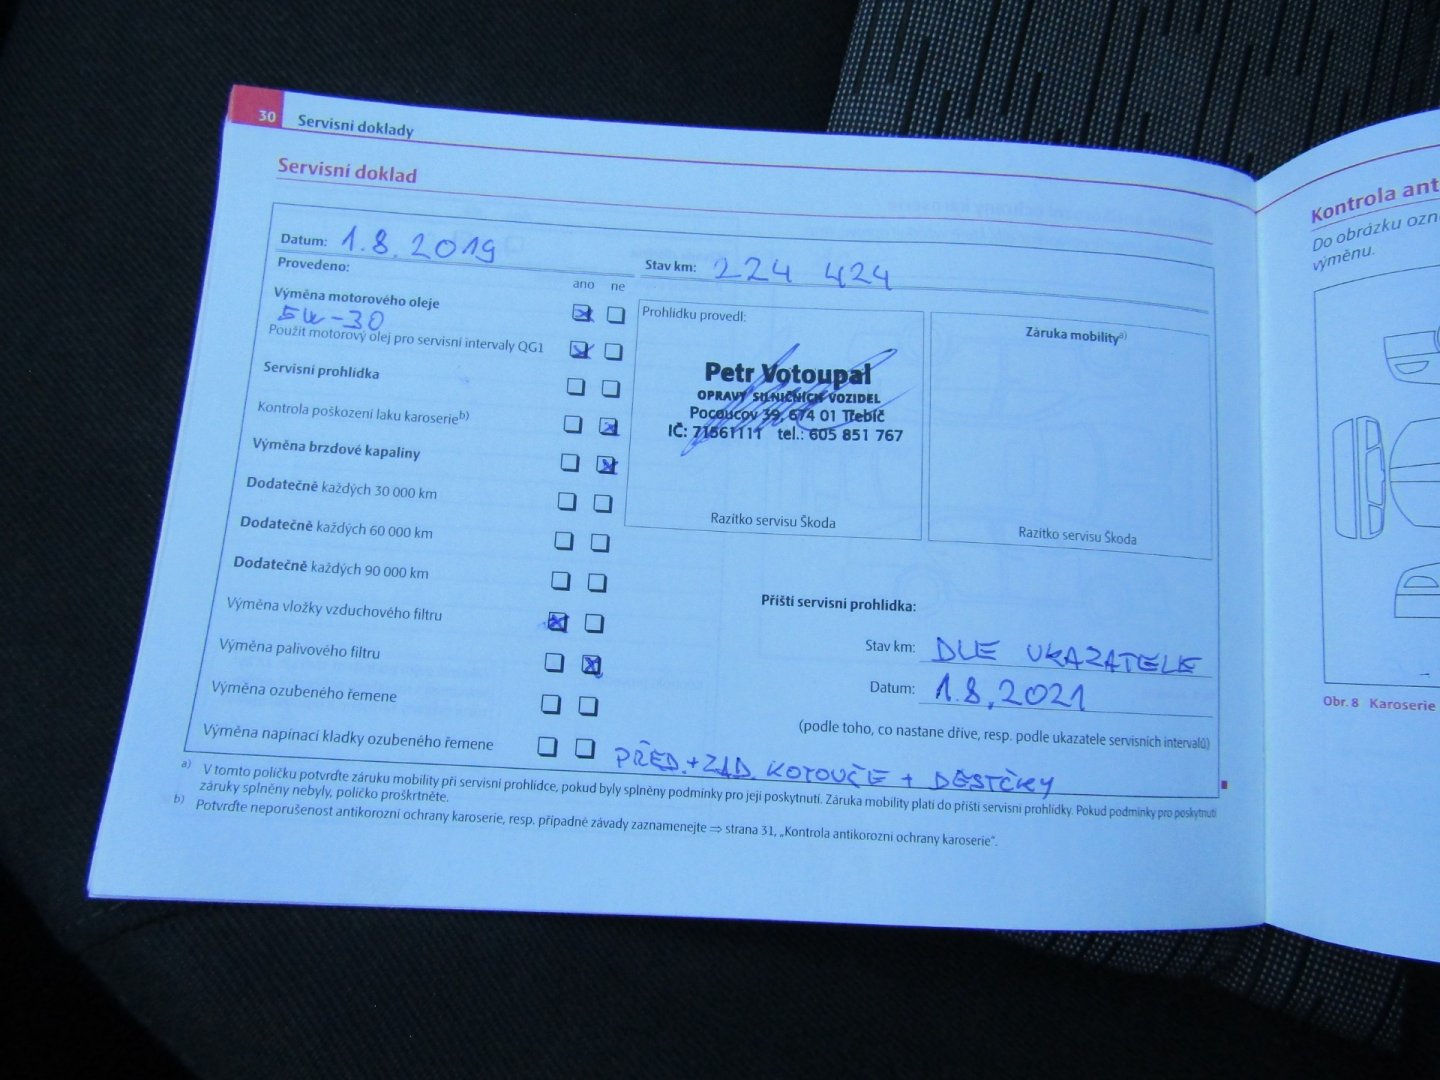 30 Servisní doklady
Servisní doklad
Datum: 1.8.2019
Stav km: 224 424
Provedeno:
ano ne
Výměna motorového oleje
5W-30
Použit motorový olej pro servisní intervaly QG1
Servisní prohlídka
Kontrola poškození laku karoserieb)
Výměna brzdové kapaliny
Dodatečně každých 30 000 km
Dodatečně každých 60 000 km
Dodatečně každých 90 000 km
Výměna vložky vzduchového filtru
Výměna palivového filtru
Výměna ozubeného řemene
Výměna napínací kladky ozubeného řemene
PŘED.+ZAD. KOTOUČE + DESTČKY
Prohlídku provedl:
Petr Votoupal
OPRAVY SILNIČNÍCH VOZIDEL
Pocoucov 39, 674 01 Třebíč
IČ: 71561111 tel.: 605 851 767
Razítko servisu Škoda
Záruka mobilitya)
Razítko servisu Škoda
Příští servisní prohlídka:
Stav km: DLE UKAZATELE
Datum: 1.8.2021
(podle toho, co nastane dříve, resp. podle ukazatele servisních intervalů)
a) V tomto políčku potvrďte záruku mobility při servisní prohlídce, pokud byly splněny podmínky pro její poskytnutí. Záruka mobility platí do příští servisní prohlídky. Pokud podmínky pro poskytnutí
záruky splněny nebyly, políčko proškrtněte.
b) Potvrďte neporušenost antikorozní ochrany karoserie, resp. případné závady zaznamenejte ⇒ strana 31, „Kontrola antikorozní ochrany karoserie“.
Kontrola ant
Do obrázku ozn
výměnu.
Obr. 8 Karoserie